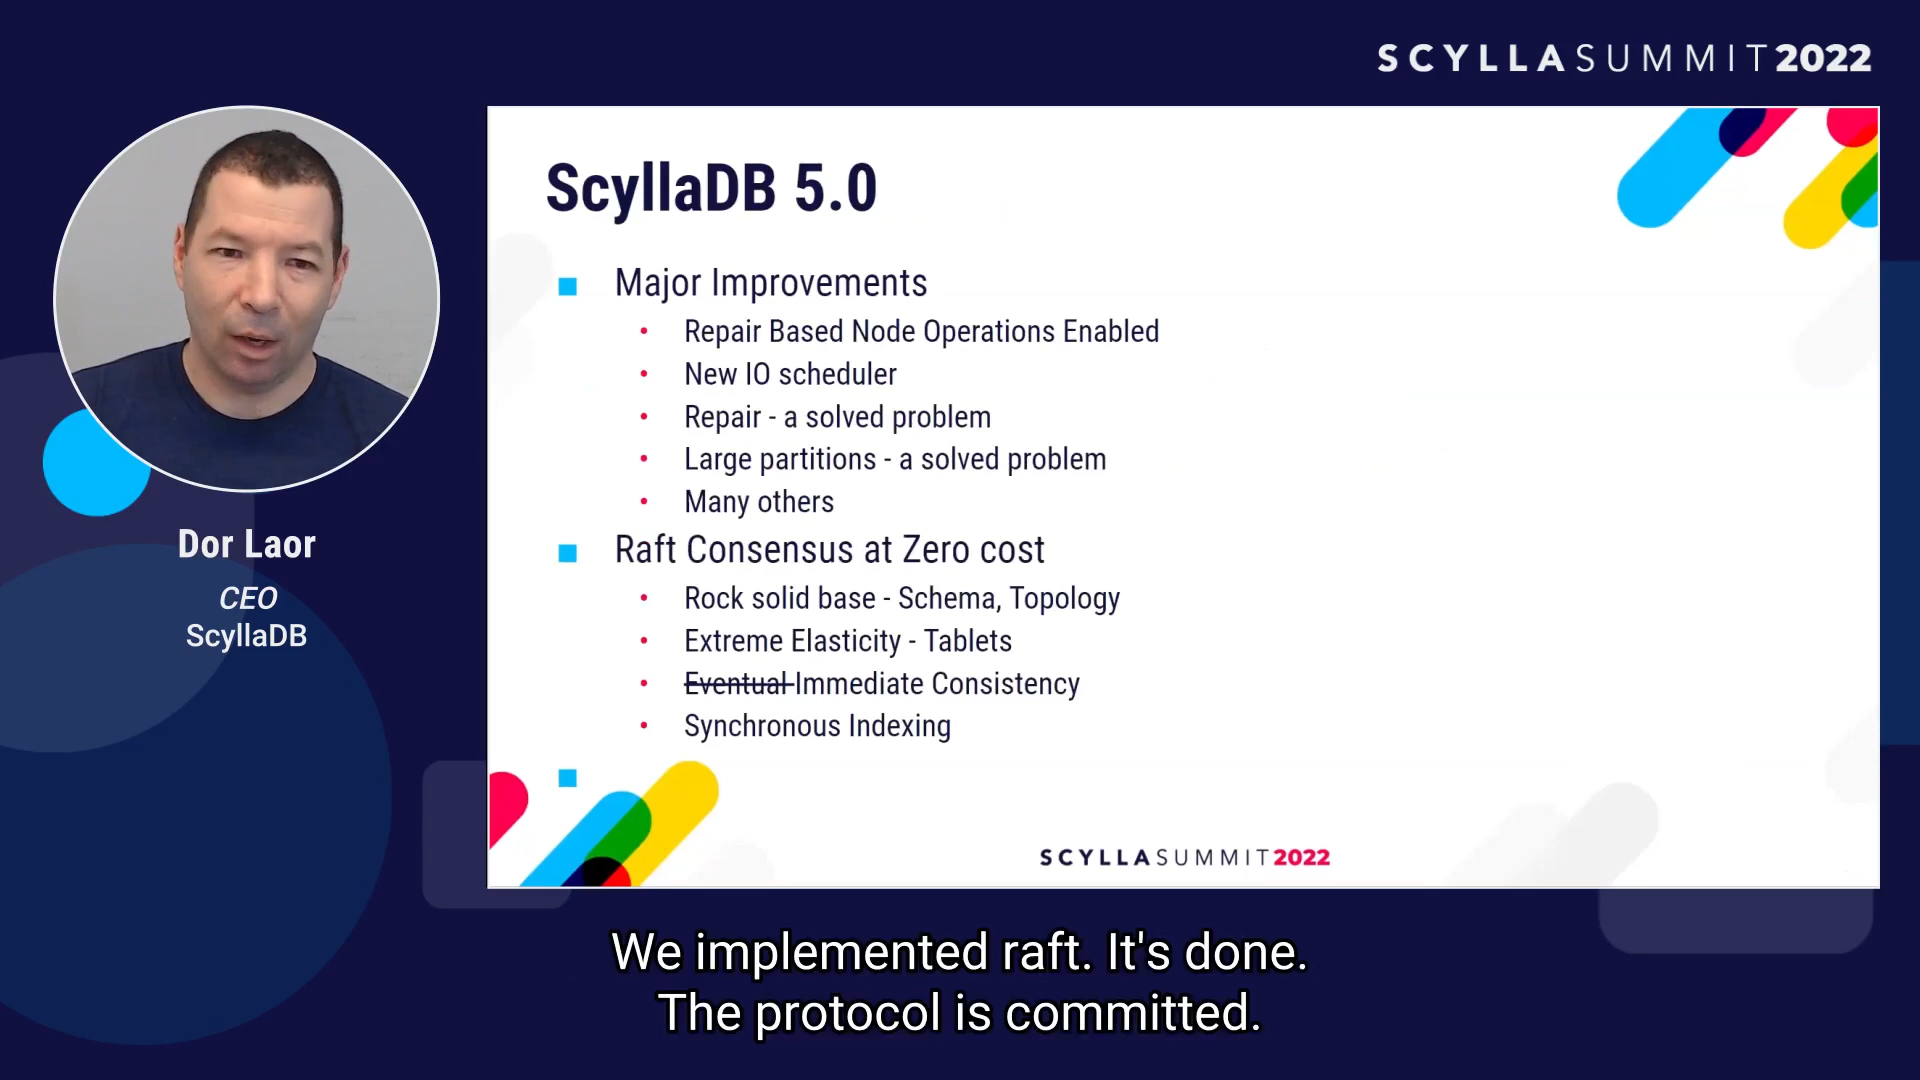 SCYLLASUMMIT2022
ScyllaDB 5.0
Major Improvements
Repair Based Node Operations Enabled
New IO scheduler
Repair - a solved problem
Large partitions - a solved problem
Many others
Raft Consensus at Zero cost
Rock solid base - Schema, Topology
Extreme Elasticity - Tablets
Eventual Immediate Consistency
Synchronous Indexing
SCYLLASUMMIT2022
Dor Laor
CEO
ScyllaDB
We implemented raft. It's done.
The protocol is committed.